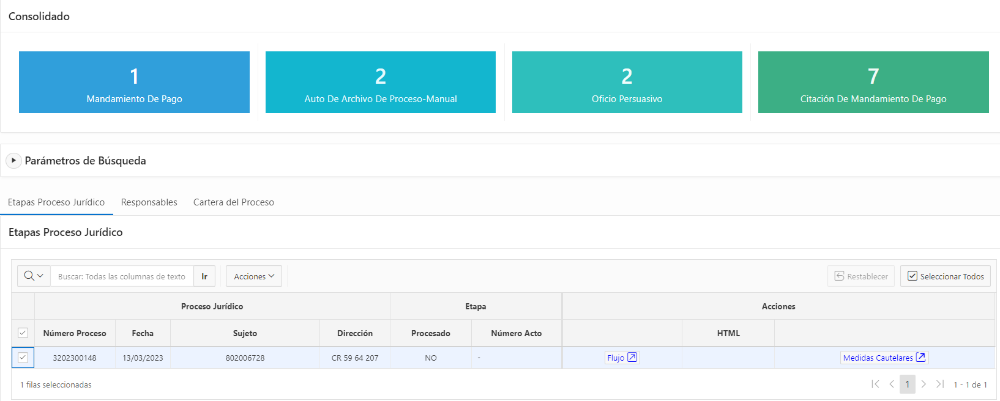 Consolidado
1
Mandamiento De Pago
2
Auto De Archivo De Proceso-Manual
2
Oficio Persuasivo
7
Citación De Mandamiento De Pago
Parámetros de Búsqueda
Etapas Proceso Jurídico Responsables Cartera del Proceso
Etapas Proceso Jurídico
Buscar: Todas las columnas de texto Ir Acciones Restablecer Seleccionar Todos
Proceso Jurídico Etapa Acciones
Número Proceso Fecha Sujeto Dirección Procesado Número Acto HTML
3202300148 13/03/2023 802006728 CR 59 64 207 NO - Flujo Medidas Cautelares
1 filas seleccionadas 1 1 - 1 de 1